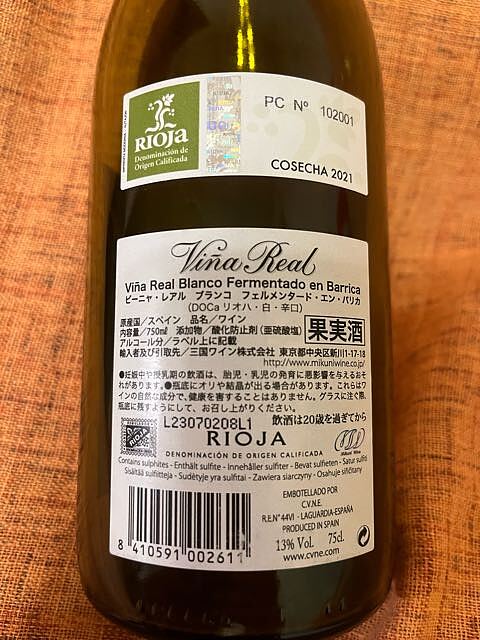 RIOJA
Denominación de
Origen Calificada
PC Nº 102001
COSECHA 2021
Viña Real
Viña Real Blanco Fermentado en Barrica
ビーニャ・レアル ブランコ フェルメンタード・エン・バリカ
(DOCa リオハ・白・辛口)
原産国/スペイン 品名/ワイン
内容量/750ml 添加物/酸化防止剤(亜硫酸塩)
アルコール分/ラベル上に記載
果実酒
輸入者及び引取先/三国ワイン株式会社 東京都中央区新川1-17-18
http://www.mikuniwine.co.jp/
●妊娠中や授乳期の飲酒は、胎児・乳児の発育に悪影響を与えるおそ
れがあります。●瓶底にオリや結晶が出る場合があります。これらはワ
インの自然な成分で、健康を害することはありません。グラスに注ぐ際、
瓶底に残すようにして、お召し上がりください。
L23070208L1
飲酒は20歳を過ぎてから
RIOJA
DENOMINACIÓN DE ORIGEN CALIFICADA
Mikuni Wine
Contains sulphites - Enthält sulfite - Innehåller sulfiter - Bevat sulfieten - Satur sulfīti
Sisältää sulfiitteja - Sudėtyje yra sulfitai - Zawiera siarczyny - Osahuje siřičitany
EMBOTELLADO POR
C.V.N.E.
R.E.N°44VI - LAGUARDIA-ESPAÑA
PRODUCED IN SPAIN
13% Vol. 75cl.
www.cvne.com
8 410591 002611